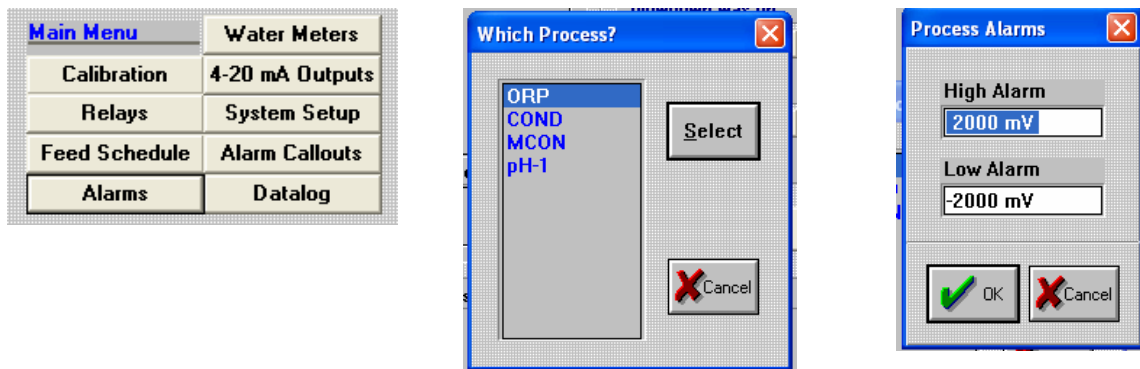 Main Menu
Water Meters
Calibration
4-20 mA Outputs
Relays
System Setup
Feed Schedule
Alarm Callouts
Alarms
Datalog
Which Process?
ORP
COND
MCON
pH-1
Select
Cancel
Process Alarms
High Alarm
2000 mV
Low Alarm
-2000 mV
OK
Cancel